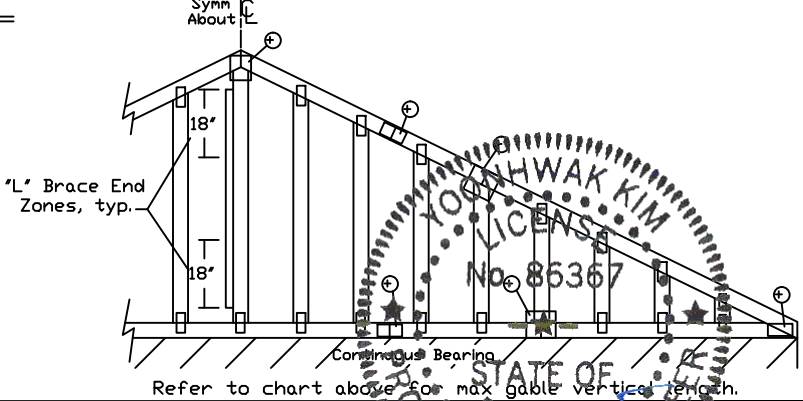 Symm
About ℄
18"
"L" Brace End
Zones, typ.
18"
YOONHWAK KIM
LICENSE
No. 86367
Continuous Bearing
STATE OF
Refer to chart above for max gable vertical length.